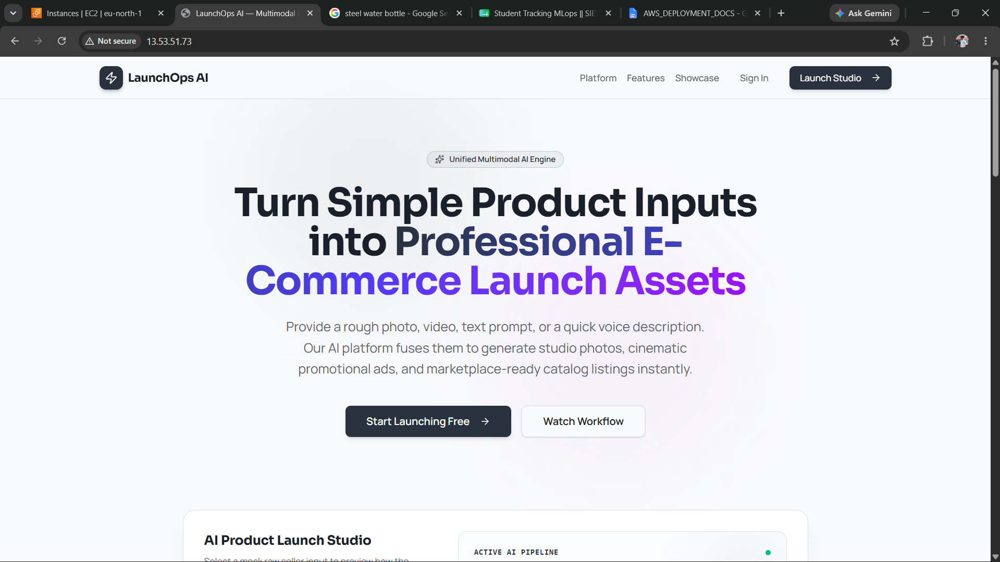 Instances | EC2 | eu-north-1
LaunchOps AI — Multimodal
steel water bottle - Google Se
Student Tracking MLops || SIE
AWS_DEPLOYMENT_DOCS - G
Ask Gemini
Not secure
13.53.51.73
LaunchOps AI
Platform
Features
Showcase
Sign In
Launch Studio
Unified Multimodal AI Engine
Turn Simple Product Inputs
into Professional E-
Commerce Launch Assets
Provide a rough photo, video, text prompt, or a quick voice description.
Our AI platform fuses them to generate studio photos, cinematic
promotional ads, and marketplace-ready catalog listings instantly.
Start Launching Free
Watch Workflow
AI Product Launch Studio
ACTIVE AI PIPELINE
Select a mock raw seller input to preview how the